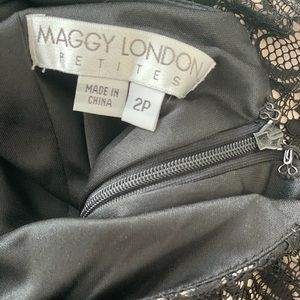 MAGGY LONDON
PETITES
MADE IN
CHINA
2P